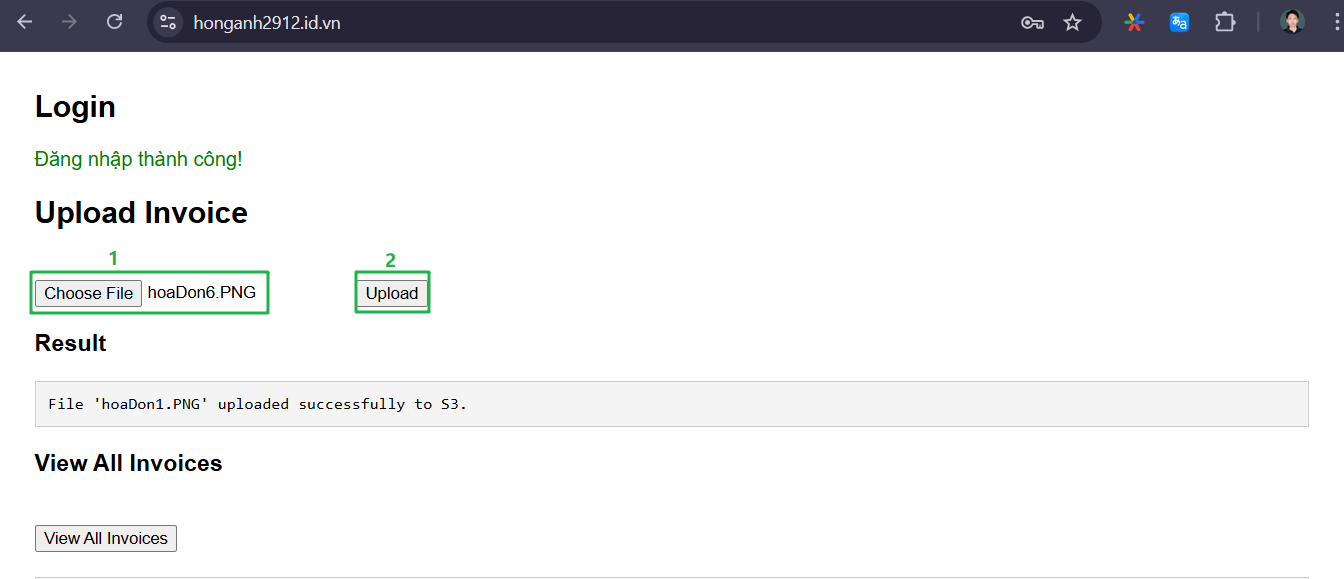 honganh2912.id.vn
Login
Đăng nhập thành công!
Upload Invoice
1 2
Choose File hoaDon6.PNG Upload
Result
File 'hoaDon1.PNG' uploaded successfully to S3.
View All Invoices
View All Invoices